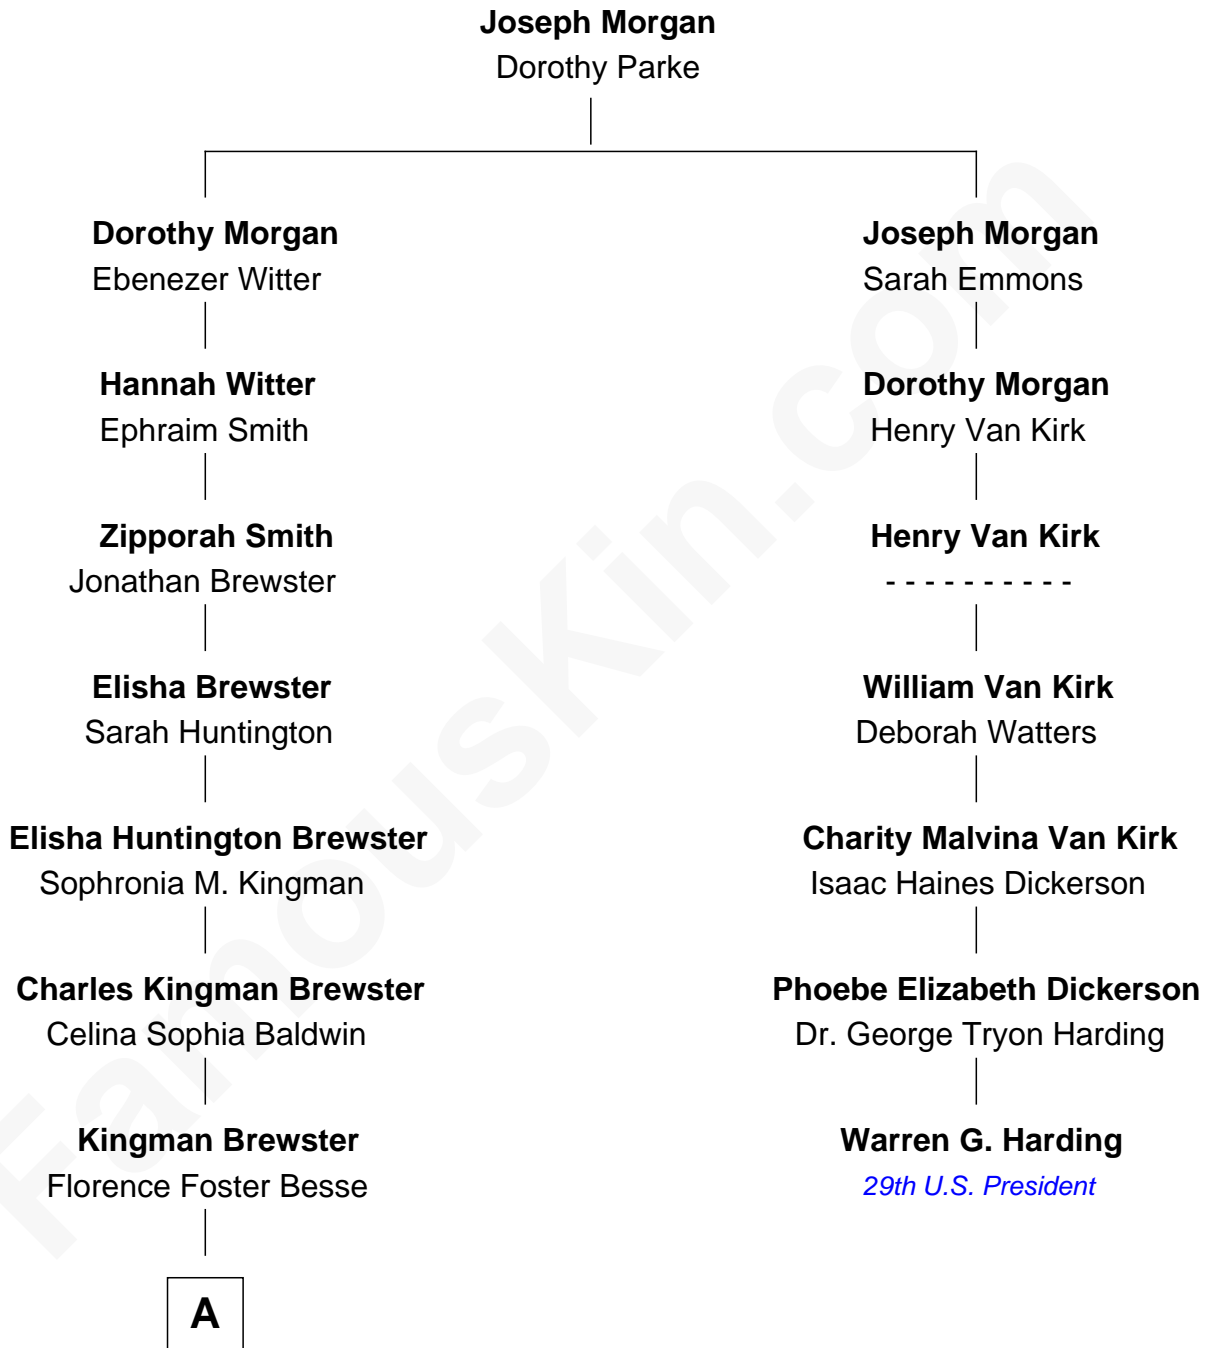 Joseph Morgan
Dorothy Parke
Dorothy Morgan
Ebenezer Witter
Hannah Witter
Ephraim Smith
Zipporah Smith
Jonathan Brewster
Elisha Brewster
Sarah Huntington
Elisha Huntington Brewster
Sophronia M. Kingman
Charles Kingman Brewster
Celina Sophia Baldwin
Kingman Brewster
Florence Foster Besse
A
Joseph Morgan
Sarah Emmons
Dorothy Morgan
Henry Van Kirk
Henry Van Kirk
- - - - - - - - - -
William Van Kirk
Deborah Watters
Charity Malvina Van Kirk
Isaac Haines Dickerson
Phoebe Elizabeth Dickerson
Dr. George Tryon Harding
Warren G. Harding
29th U.S. President
FamousKin.com